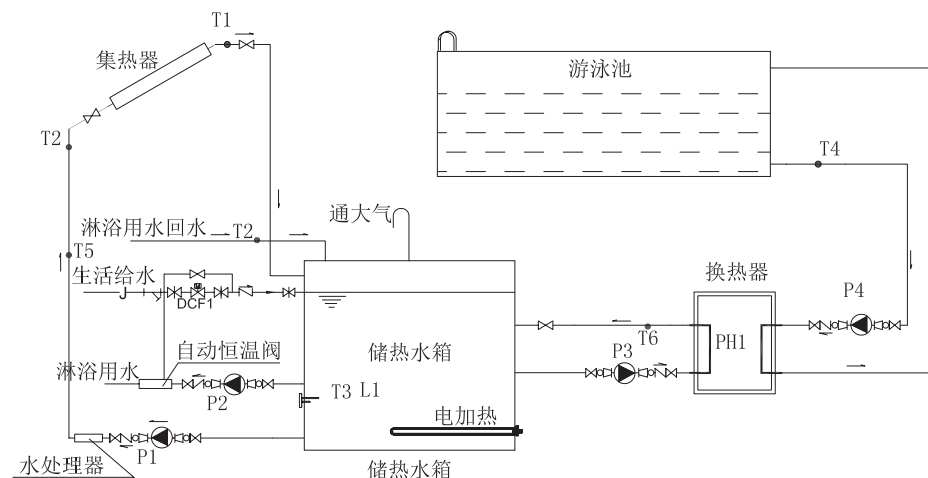 T1
集热器
游泳池
T2
T4
通大气
淋浴用水回水
T2
T5
生活给水
换热器
DCF1
M
P4
自动恒温阀
储热水箱
T6
PH1
P3
淋浴用水
P2
T3 L1
电加热
P1
水处理器
储热水箱